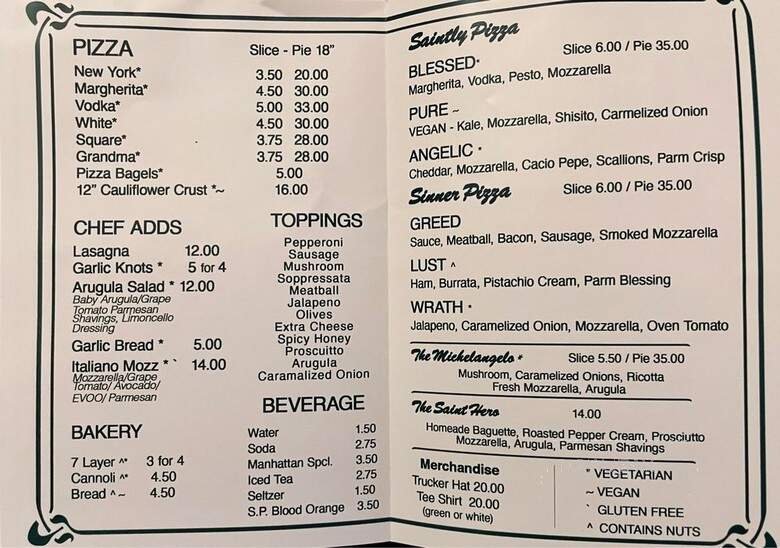 PIZZA Slice - Pie 18"
New York* 3.50 20.00
Margherita* 4.50 30.00
Vodka* 5.00 33.00
White* 4.50 30.00
Square* 3.75 28.00
Grandma* 3.75 28.00
Pizza Bagels* 5.00
12" Cauliflower Crust *~ 16.00
CHEF ADDS
Lasagna 12.00
Garlic Knots * 5 for 4
Arugula Salad * 12.00
Baby Arugula/Grape
Tomato Parmesan
Shavings, Limoncello
Dressing
Garlic Bread * 5.00
Italiano Mozz * ` 14.00
Mozzarella/Grape
Tomato/ Avocado/
EVOO/ Parmesan
BAKERY
7 Layer ^* 3 for 4
Cannoli ^* 4.50
Bread ^ ~ 4.50
TOPPINGS
Pepperoni
Sausage
Mushroom
Soppressata
Meatball
Jalapeno
Olives
Extra Cheese
Spicy Honey
Proscuitto
Arugula
Caramalized Onion
BEVERAGE
Water 1.50
Soda 2.75
Manhattan Spcl. 3.50
Iced Tea 2.75
Seltzer 1.50
S.P. Blood Orange 3.50
Saintly Pizza Slice 6.00 / Pie 35.00
BLESSED*
Margherita, Vodka, Pesto, Mozzarella
PURE ~
VEGAN - Kale, Mozzarella, Shisito, Carmelized Onion
ANGELIC *
Cheddar, Mozzarella, Cacio Pepe, Scallions, Parm Crisp
Sinner Pizza Slice 6.00 / Pie 35.00
GREED
Sauce, Meatball, Bacon, Sausage, Smoked Mozzarella
LUST ^
Ham, Burrata, Pistachio Cream, Parm Blessing
WRATH *
Jalapeno, Caramelized Onion, Mozzarella, Oven Tomato
The Michelangelo * Slice 5.50 / Pie 35.00
Mushroom, Caramelized Onions, Ricotta
Fresh Mozzarella, Arugula
The Saint Hero 14.00
Homeade Baguette, Roasted Pepper Cream, Prosciutto
Mozzarella, Arugula, Parmesan Shavings
Merchandise
Trucker Hat 20.00
Tee Shirt 20.00
(green or white)
* VEGETARIAN
~ VEGAN
` GLUTEN FREE
^ CONTAINS NUTS